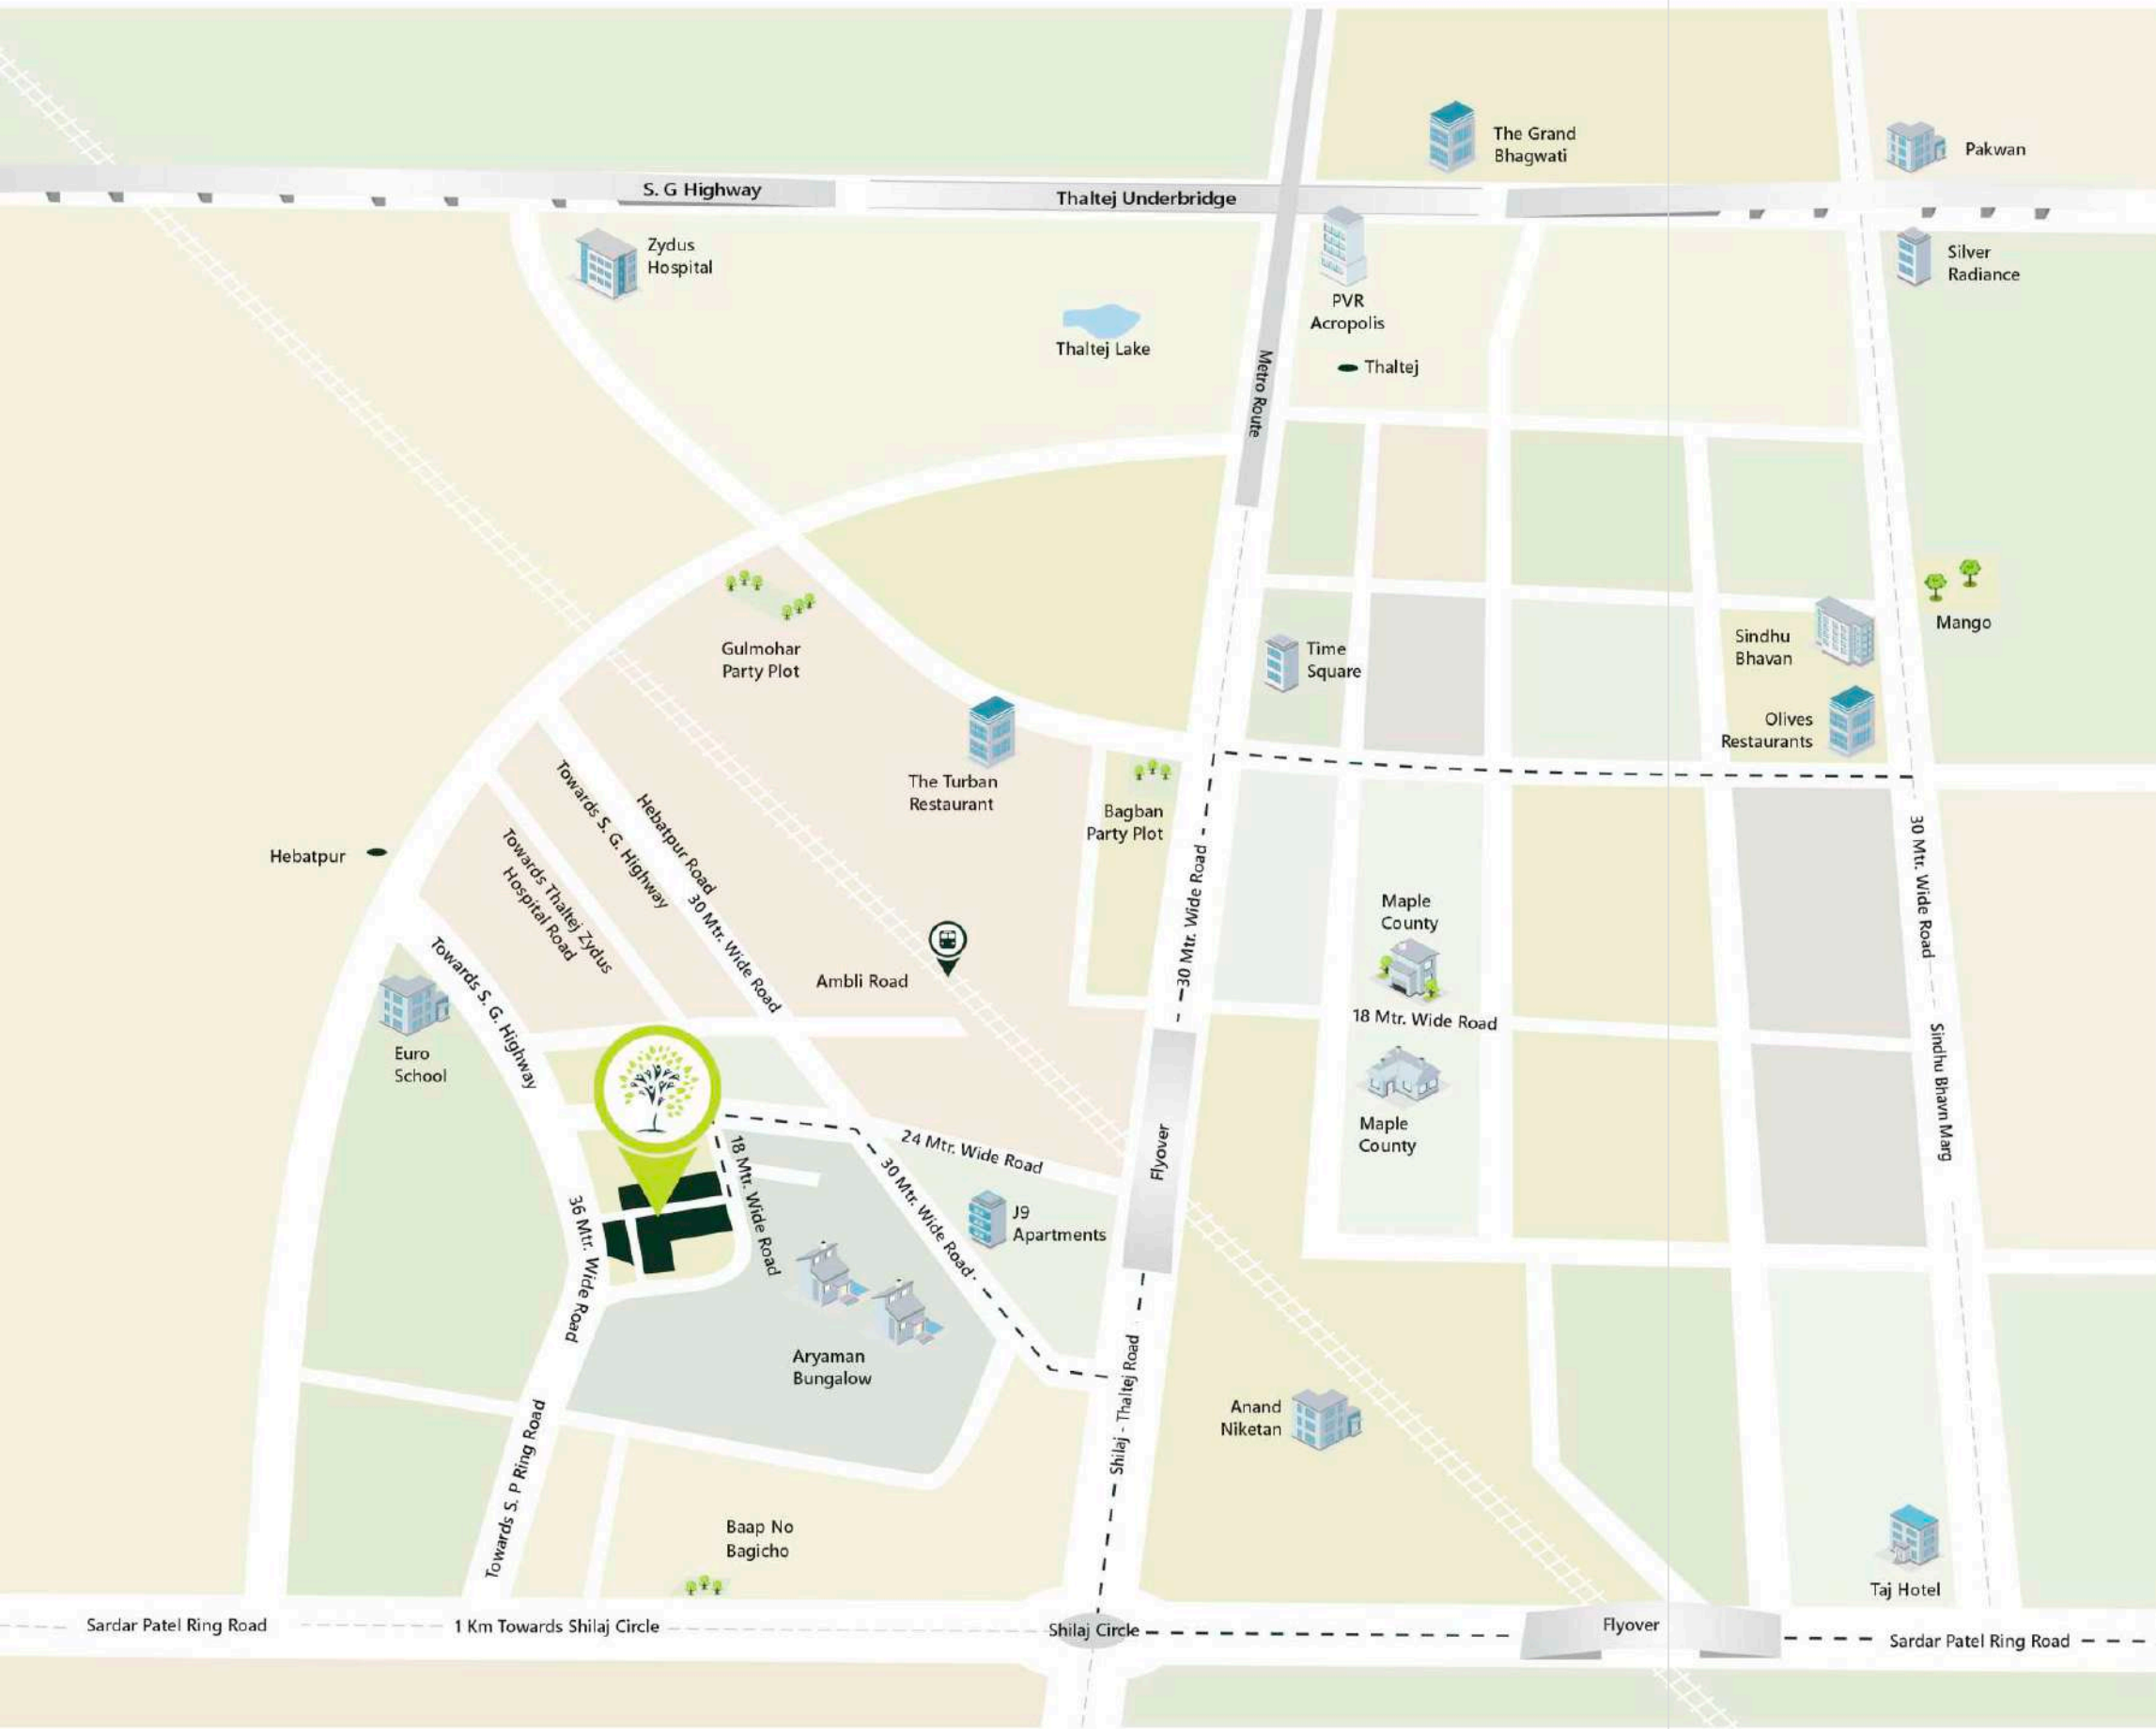 The Grand
Bhagwati
Pakwan
S. G Highway
Thaltej Underbridge
Zydus
Hospital
Silver
Radiance
PVR
Acropolis
Thaltej Lake
Thaltej
Metro Route
Gulmohar
Party Plot
Time
Square
Sindhu
Bhavan
Mango
Olives
Restaurants
The Turban
Restaurant
Bagban
Party Plot
Hebatpur
Towards S. G. Highway
Hebatpur Road
30 Mtr. Wide Road
Towards Thaltej Zydus
Hospital Road
30 Mtr. Wide Road
30 Mtr. Wide Road
Maple
County
Towards S. G. Highway
Ambli Road
18 Mtr. Wide Road
Euro
School
Sindhu Bhavn Marg
Maple
County
Flyover
24 Mtr. Wide Road
18 Mtr. Wide Road
30 Mtr. Wide Road
36 Mtr. Wide Road
J9
Apartments
Aryaman
Bungalow
Shilaj - Thaltej Road
Anand
Niketan
Towards S. P Ring Road
Baap No
Bagicho
Taj Hotel
Sardar Patel Ring Road
1 Km Towards Shilaj Circle
Shilaj Circle
Flyover
Sardar Patel Ring Road